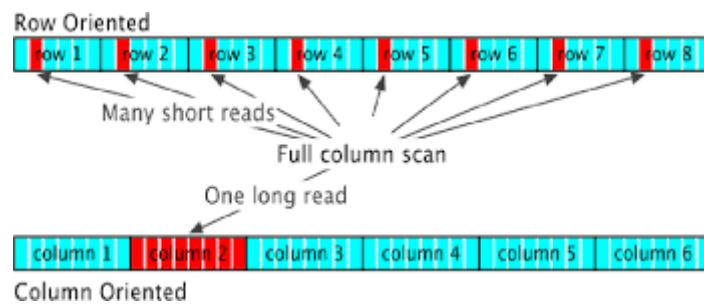 Row Oriented
row 1 row 2 row 3 row 4 row 5 row 6 row 7 row 8
Many short reads
Full column scan
One long read
column 1 column 2 column 3 column 4 column 5 column 6
Column Oriented